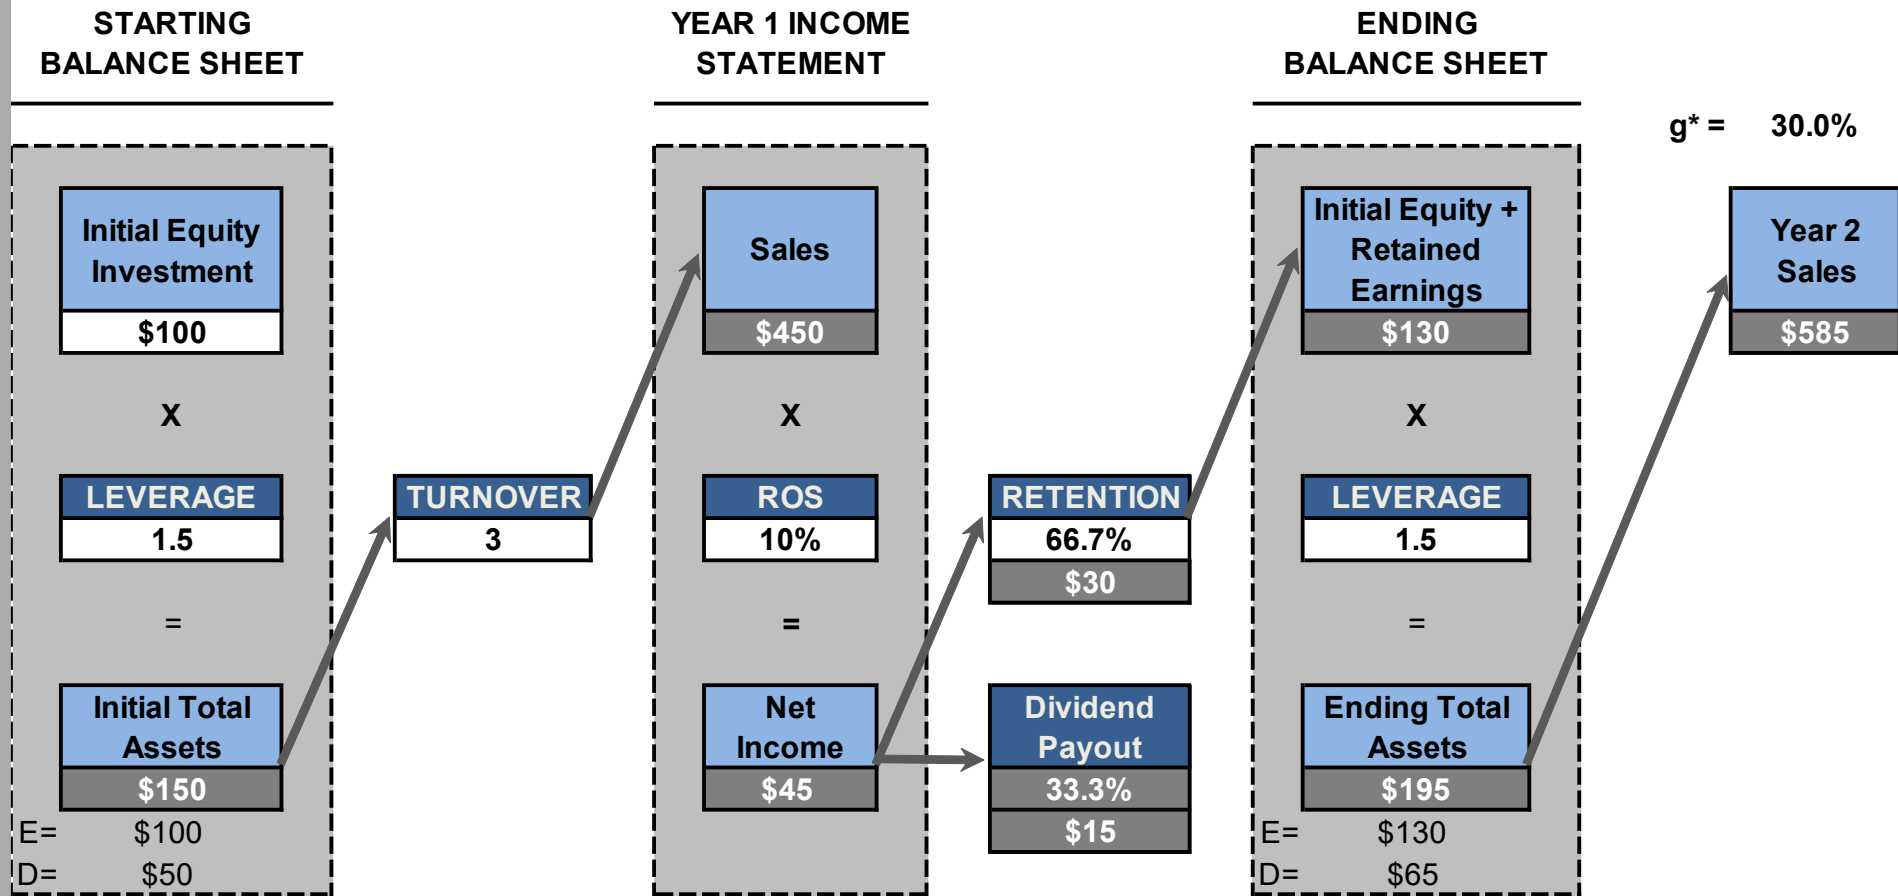 STARTING
BALANCE SHEET
YEAR 1 INCOME
STATEMENT
ENDING
BALANCE SHEET
g* = 30.0%
Initial Equity
Investment
$100
X
LEVERAGE
1.5
=
Initial Total
Assets
$150
E= $100
D= $50
TURNOVER
3
Sales
$450
X
ROS
10%
=
Net
Income
$45
RETENTION
66.7%
$30
Dividend
Payout
33.3%
$15
Initial Equity +
Retained
Earnings
$130
X
LEVERAGE
1.5
=
Ending Total
Assets
$195
E= $130
D= $65
Year 2
Sales
$585